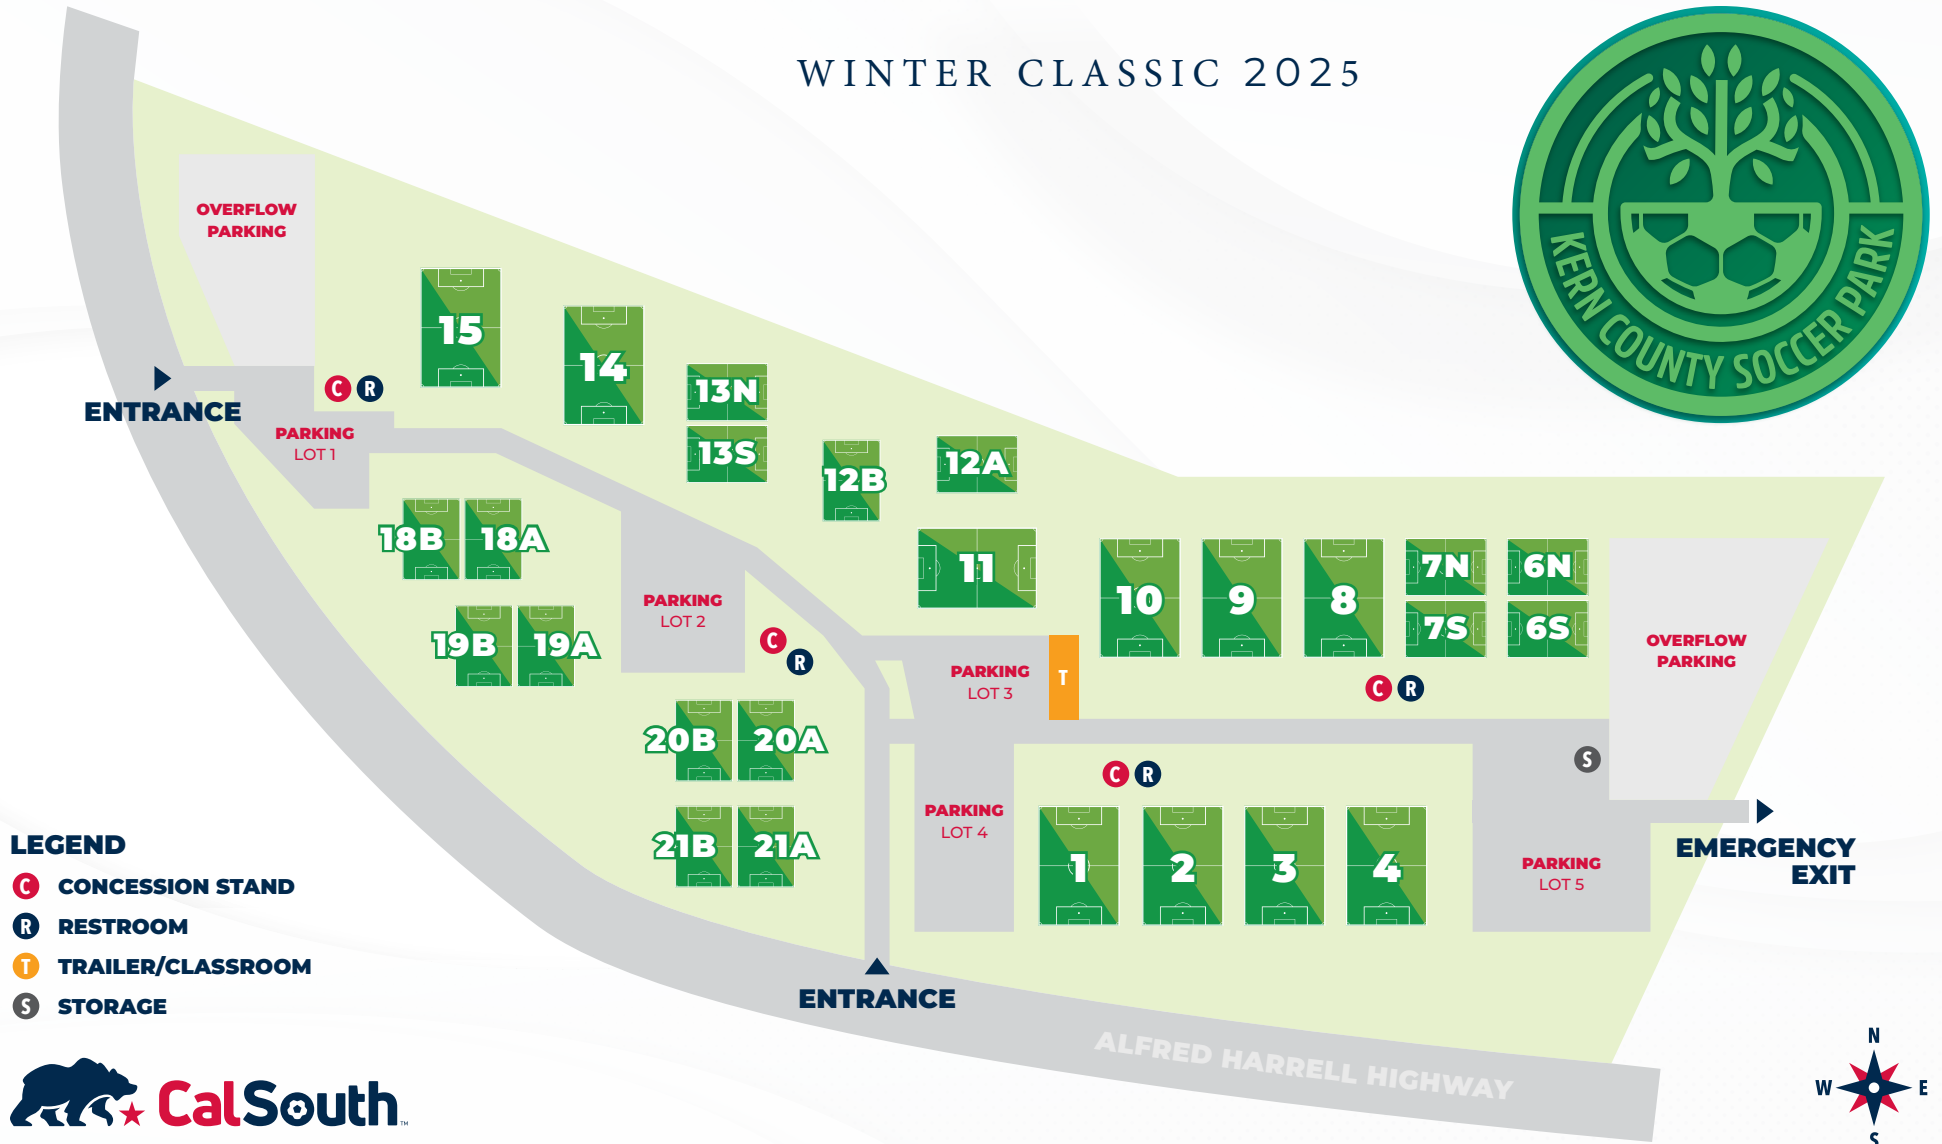 WINTER CLASSIC 2025
KERN COUNTY SOCCER PARK
OVERFLOW
PARKING
15
14
13N
13S
12B
12A
ENTRANCE
C R
PARKING
LOT 1
18B 18A
19B 19A
PARKING
LOT 2
C
R
11
10
9
8
7N
6N
7S
6S
OVERFLOW
PARKING
PARKING
LOT 3
T
C R
20B 20A
21B 21A
S
C R
PARKING
LOT 4
1
2
3
4
PARKING
LOT 5
EMERGENCY
EXIT
ENTRANCE
ALFRED HARRELL HIGHWAY
LEGEND
C CONCESSION STAND
R RESTROOM
T TRAILER/CLASSROOM
S STORAGE
CalSouth™
N
W E
S